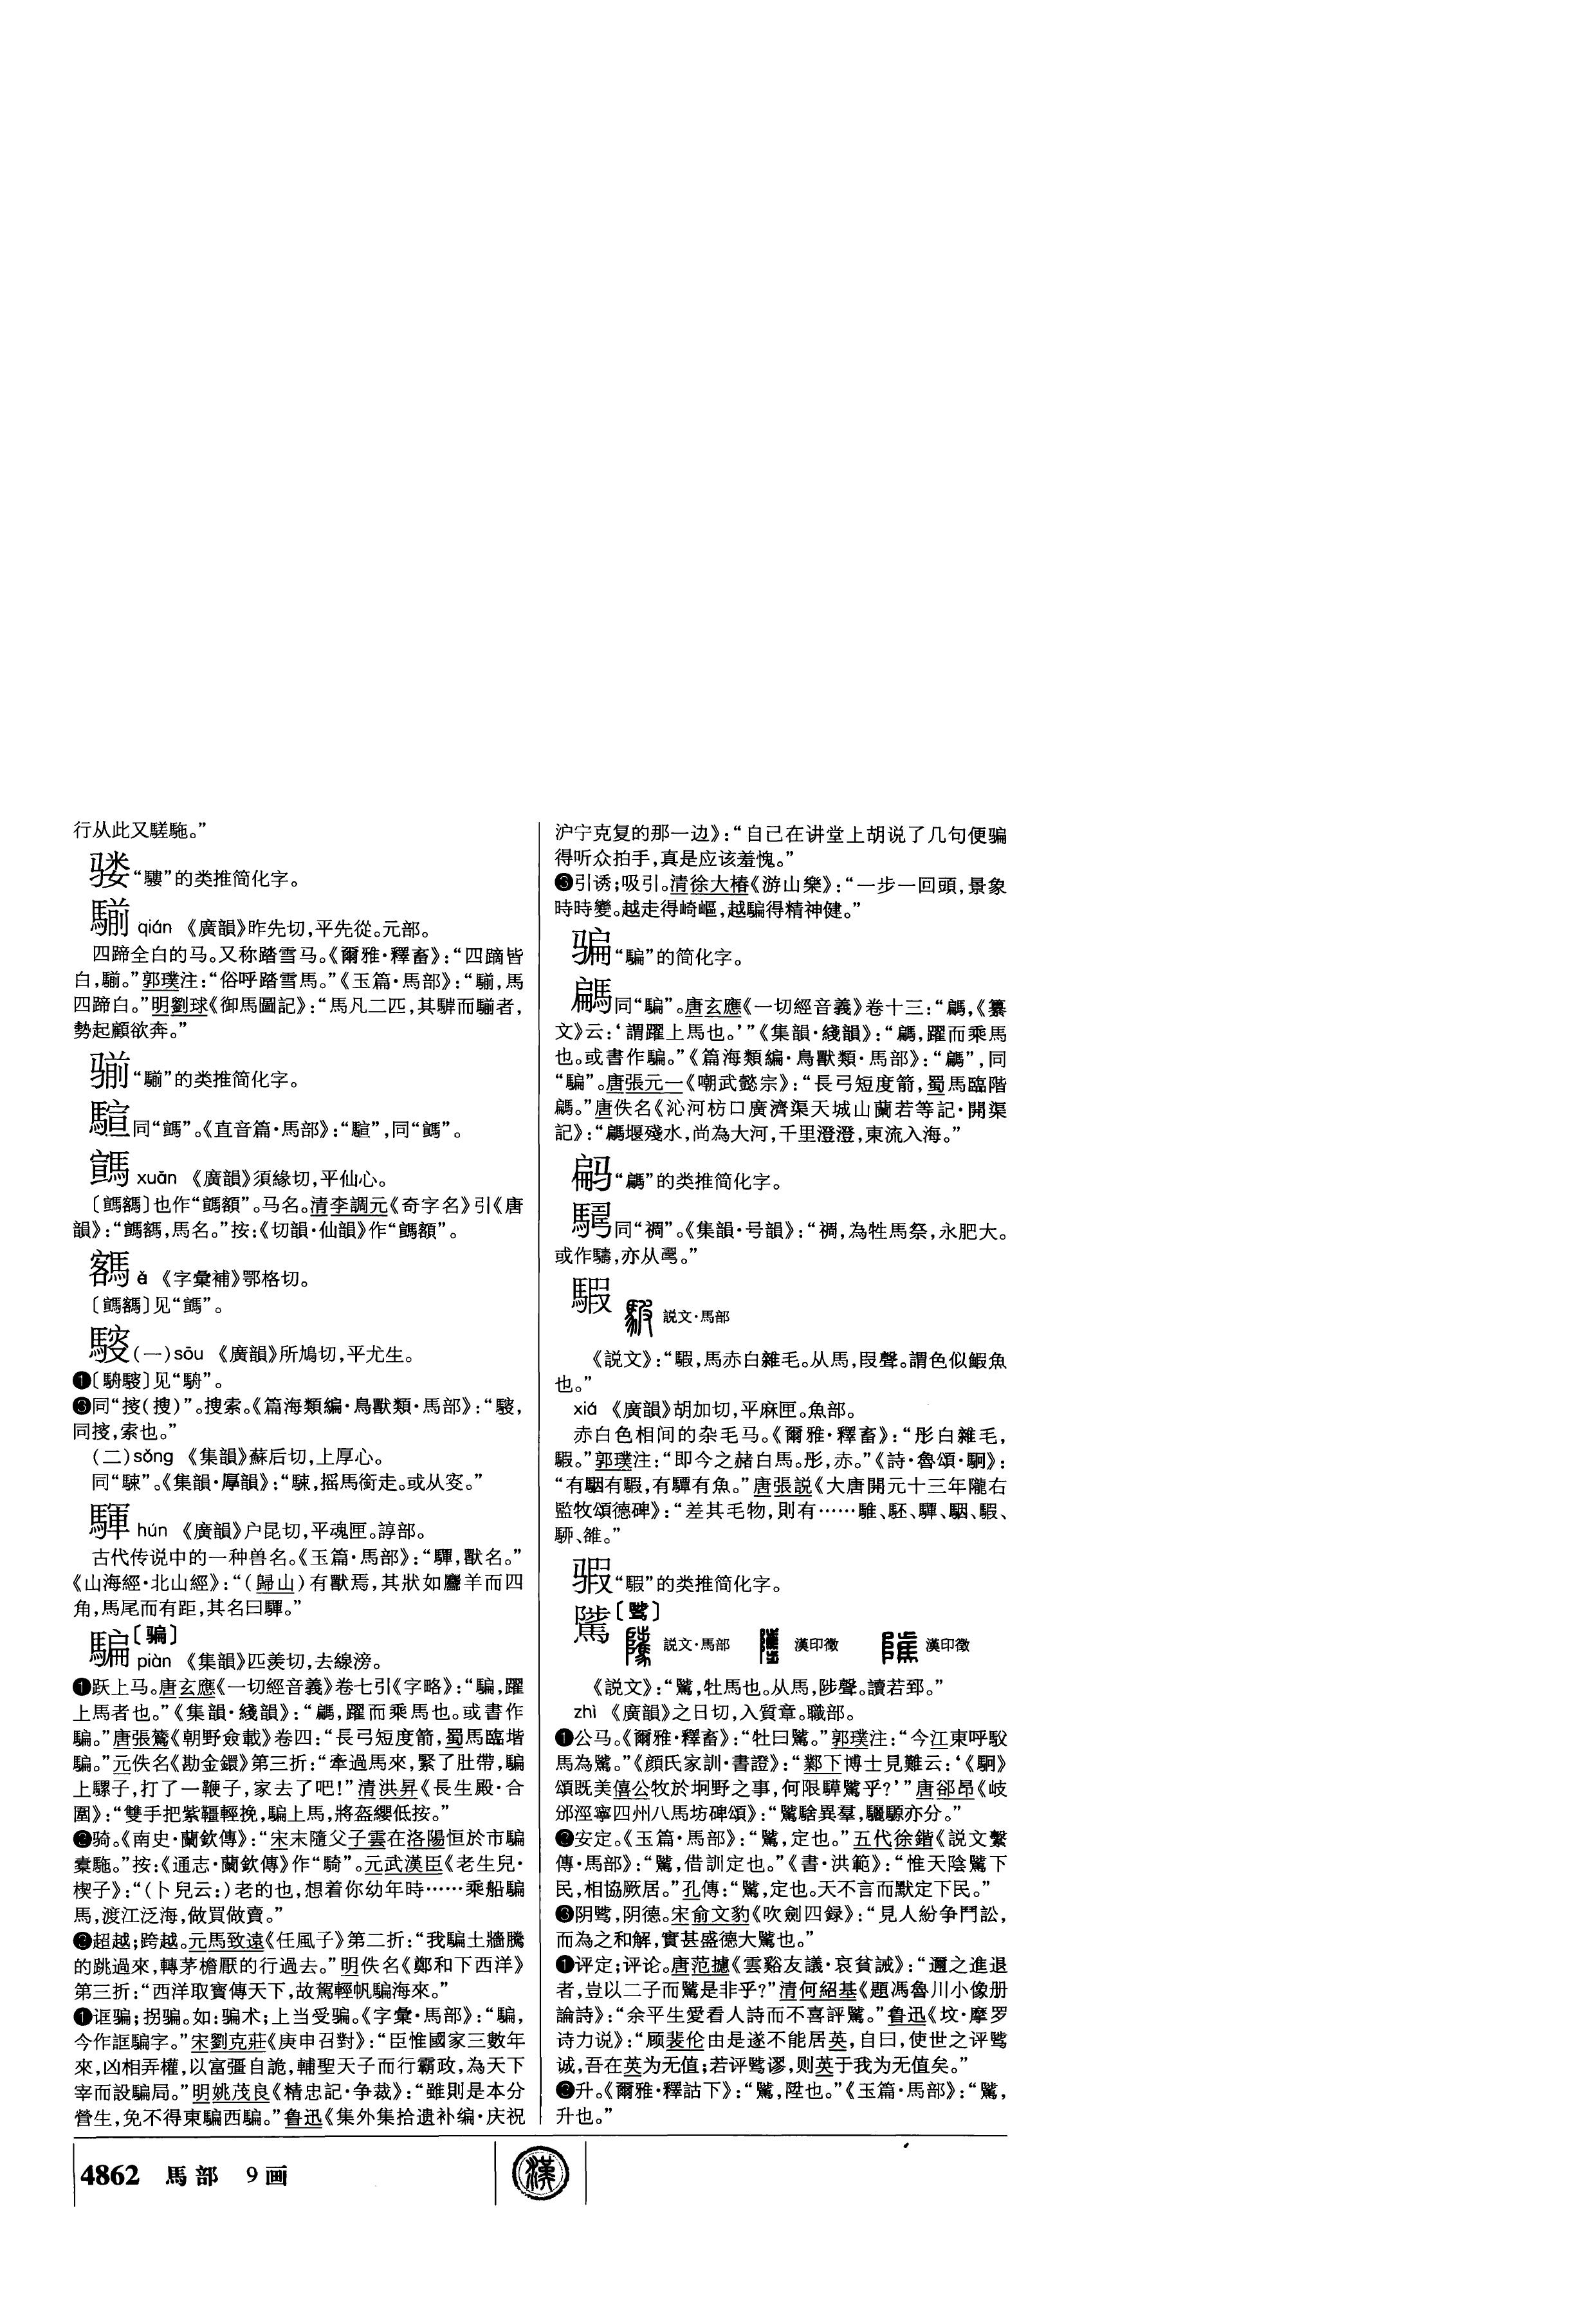 行从此又騷駞。”
“驜”的类推简化字。
騚 qián 《廣韻》昨先切,平先從。元部。
四蹄全白的马。又称踏雪马。《爾雅·釋畜》:“四蹢皆
白,騚。”郭璞注:“俗呼踏雪馬。”《玉篇·馬部》:“騚,馬
四蹄白。”明劉球《御馬圖記》:“馬凡二匹,其騂而騚者,
勢起顧欲奔。”
“騚”的类推简化字。
同“”。《直音篇·馬部》:“”,同“”。
xuān 《廣韻》須緣切,平仙心。
〔〕也作“額”。马名。清李調元《奇字名》引《唐
韻》:“,馬名。”按:《切韻·仙韻》作“額”。
ǎ 《字彙補》鄂格切。
〔〕见“”。
騪(一)sōu 《廣韻》所鳩切,平尤生。
❶〔騪〕见“”。
❸同“搜(搜)”。搜索。《篇海類編·鳥獸類·馬部》:“騪,
同搜,索也。”
(二)sǒng 《集韻》蘇后切,上厚心。
同“駷”。《集韻·厚韻》:“駷,摇馬銜走。或从叜。”
驔 hún 《廣韻》户昆切,平魂匣。諄部。
古代传说中的一种兽名。《玉篇·馬部》:“䮝,獸名。”
《山海經·北山經》:“(歸山)有獸焉,其狀如麢羊而四
角,馬尾而有距,其名曰䮝。”
騙〔骗〕
piàn 《集韻》匹羨切,去線滂。
❶跃上马。唐玄應《一切經音義》卷七引《字略》:“騙,躍
上馬者也。”《集韻·綫韻》:“騗,躍而乘馬也。或書作
騙。”唐張鷟《朝野僉載》卷四:“長弓短度箭,蜀馬臨堦
騙。”元佚名《勘金鐶》第三折:“牽過馬來,緊了肚帶,騙
上騾子,打了一鞭子,家去了吧!”清洪昇《長生殿·合
圍》:“雙手把紫韁輕挽,騙上馬,將盔纓低按。”
❷骑。《南史·蘭欽傳》:“宋末隨父子雲在洛陽恒於市騙
橐駞。”按:《通志·蘭欽傳》作“騎”。元武漢臣《老生兒·
楔子》:“(卜兒云:)老的也,想着你幼年時……乘船騙
馬,渡江泛海,做買做賣。”
❷超越;跨越。元馬致遠《任風子》第二折:“我騙土牆騰
的跳過來,轉茅檐厭的行過去。”明佚名《鄭和下西洋》
第三折:“西洋取寶傳天下,故駕輕帆騙海來。”
❶诓骗;拐骗。如:骗术;上当受骗。《字彙·馬部》:“騙,
今作誆騙字。”宋劉克莊《庚申召對》:“臣惟國家三數年
來,凶相弄權,以富彊自詭,輔聖天子而行霸政,為天下
宰而設騙局。”明姚茂良《精忠記·争裁》:“雖則是本分
營生,免不得東騙西騙。”鲁迅《集外集拾遗补编·庆祝
沪宁克复的那一边》:“自己在讲堂上胡说了几句便骗
得听众拍手,真是应该羞愧。”
❸引诱;吸引。清徐大椿《游山樂》:“一步一回頭,景象
時時變。越走得崎嶇,越騙得精神健。”
骗“騙”的简化字。
騗同“騙”。唐玄應《一切經音義》卷十三:“騗,《纂
文》云:‘謂躍上馬也。’”《集韻·綫韻》:“騗,躍而乘馬
也。或書作騙。”《篇海類編·鳥獸類·馬部》:“騗”,同
“騙”。唐張元一《嘲武懿宗》:“長弓短度箭,蜀馬臨階
騗。”唐佚名《沁河枋口廣濟渠天城山蘭若等記·開渠
記》:“騗堰殘水,尚為大河,千里澄澄,東流入海。”
“騗”的类推简化字。
同“禂”。《集韻·号韻》:“禂,為牲馬祭,永肥大。
或作驕,亦从𠷎。”
騢 説文·馬部
《説文》:“騢,馬赤白雜毛。从馬,叚聲。謂色似鰕魚
也。”
xiá 《廣韻》胡加切,平麻匣。魚部。
赤白色相间的杂毛马。《爾雅·釋畜》:“彤白雜毛,
騢。”郭璞注:“即今之赭白馬。彤,赤。”《詩·魯頌·駉》:
“有駰有騢,有驔有魚。”唐張説《大唐開元十三年隴右
監牧頌德碑》:“差其毛物,則有……騅、駓、驒、駰、騢、
、雒。”
“騢”的类推简化字。
騭〔骘〕
説文·馬部 漢印徵 漢印徵
《説文》:“騭,牡馬也。从馬,陟聲。讀若郅。”
zhì 《廣韻》之日切,入質章。職部。
❶公马。《爾雅·釋畜》:“牡曰騭。”郭璞注:“今江東呼駇
馬為騭。”《顔氏家訓·書證》:“鄴下博士見難云:‘《駉》
頌既美僖公牧於坰野之事,何限騲騭乎?’”唐郤昂《岐
邠涇寧四州八馬坊碑頌》:“騭騇異羣,驪騵亦分。”
❷安定。《玉篇·馬部》:“騭,定也。”五代徐鍇《説文繫
傳·馬部》:“騭,借訓定也。”《書·洪範》:“惟天陰騭下
民,相協厥居。”孔傳:“騭,定也。天不言而默定下民。”
❸阴骘,阴德。宋俞文豹《吹劍四録》:“見人紛争鬥訟,
而為之和解,實甚盛德大騭也。”
❶评定;评论。唐范攄《雲谿友議·哀貧誡》:“邇之進退
者,豈以二子而騭是非乎?”清何紹基《題馮魯川小像册
論詩》:“余平生愛看人詩而不喜評騭。”鲁迅《坟·摩罗
诗力说》:“顾裴伦由是遂不能居英,自曰,使世之评骘
诚,吾在英为无值;若评骘谬,则英于我为无值矣。”
❷升。《爾雅·釋詁下》:“騭,陞也。”《玉篇·馬部》:“騭,
升也。”
4862 馬部 9画
漢